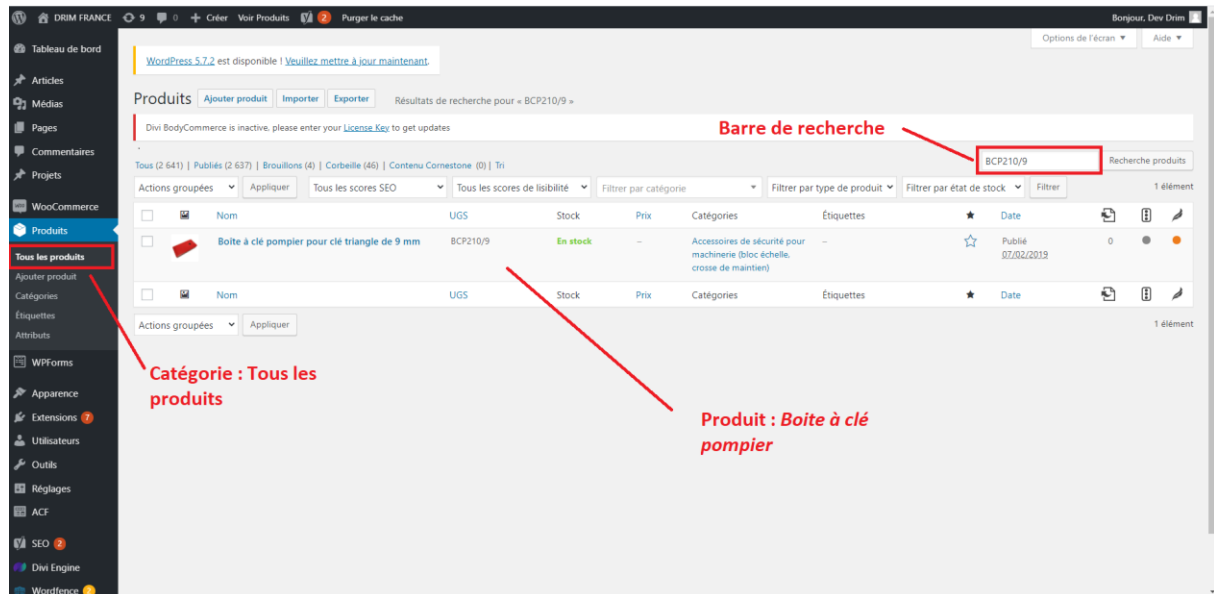 DRIM FRANCE 9 0 + Créer Voir Produits 2 Purger le cache Bonjour, Dev Drim
Options de l'écran ▼ Aide ▼
Tableau de bord
Articles
Médias
Pages
Commentaires
Projets
WooCommerce
Produits
Tous les produits
Ajouter produit
Catégories
Étiquettes
Attributs
WPForms
Apparence
Extensions 7
Utilisateurs
Outils
Réglages
ACF
SEO 2
Divi Engine
Wordfence 2
WordPress 5.7.2 est disponible ! Veuillez mettre à jour maintenant.
Produits Ajouter produit Importer Exporter Résultats de recherche pour « BCP210/9 »
Divi BodyCommerce is inactive, please enter your License Key to get updates
Barre de recherche
Tous (2 641) | Publiés (2 637) | Brouillons (4) | Corbeille (46) | Contenu Cornestone (0) | Tri
BCP210/9 Recherche produits
Actions groupées Appliquer Tous les scores SEO Tous les scores de lisibilité Filtrer par catégorie Filtrer par type de produit Filtrer par état de stock Filtrer 1 élément
Nom UGS Stock Prix Catégories Étiquettes ★ Date
Boite à clé pompier pour clé triangle de 9 mm BCP210/9 En stock – Accessoires de sécurité pour – Publié 0
machinerie (bloc échelle, 07/02/2019
crosse de maintien)
Nom UGS Stock Prix Catégories Étiquettes ★ Date
Actions groupées Appliquer 1 élément
Catégorie : Tous les
produits
Produit : Boite à clé
pompier